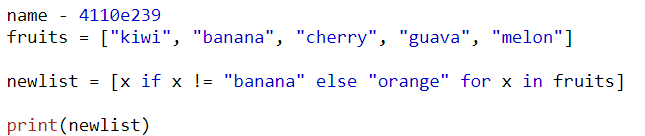 name - 4110e239
fruits = ["kiwi", "banana", "cherry", "guava", "melon"]
newlist = [x if x != "banana" else "orange" for x in fruits]
print(newlist)